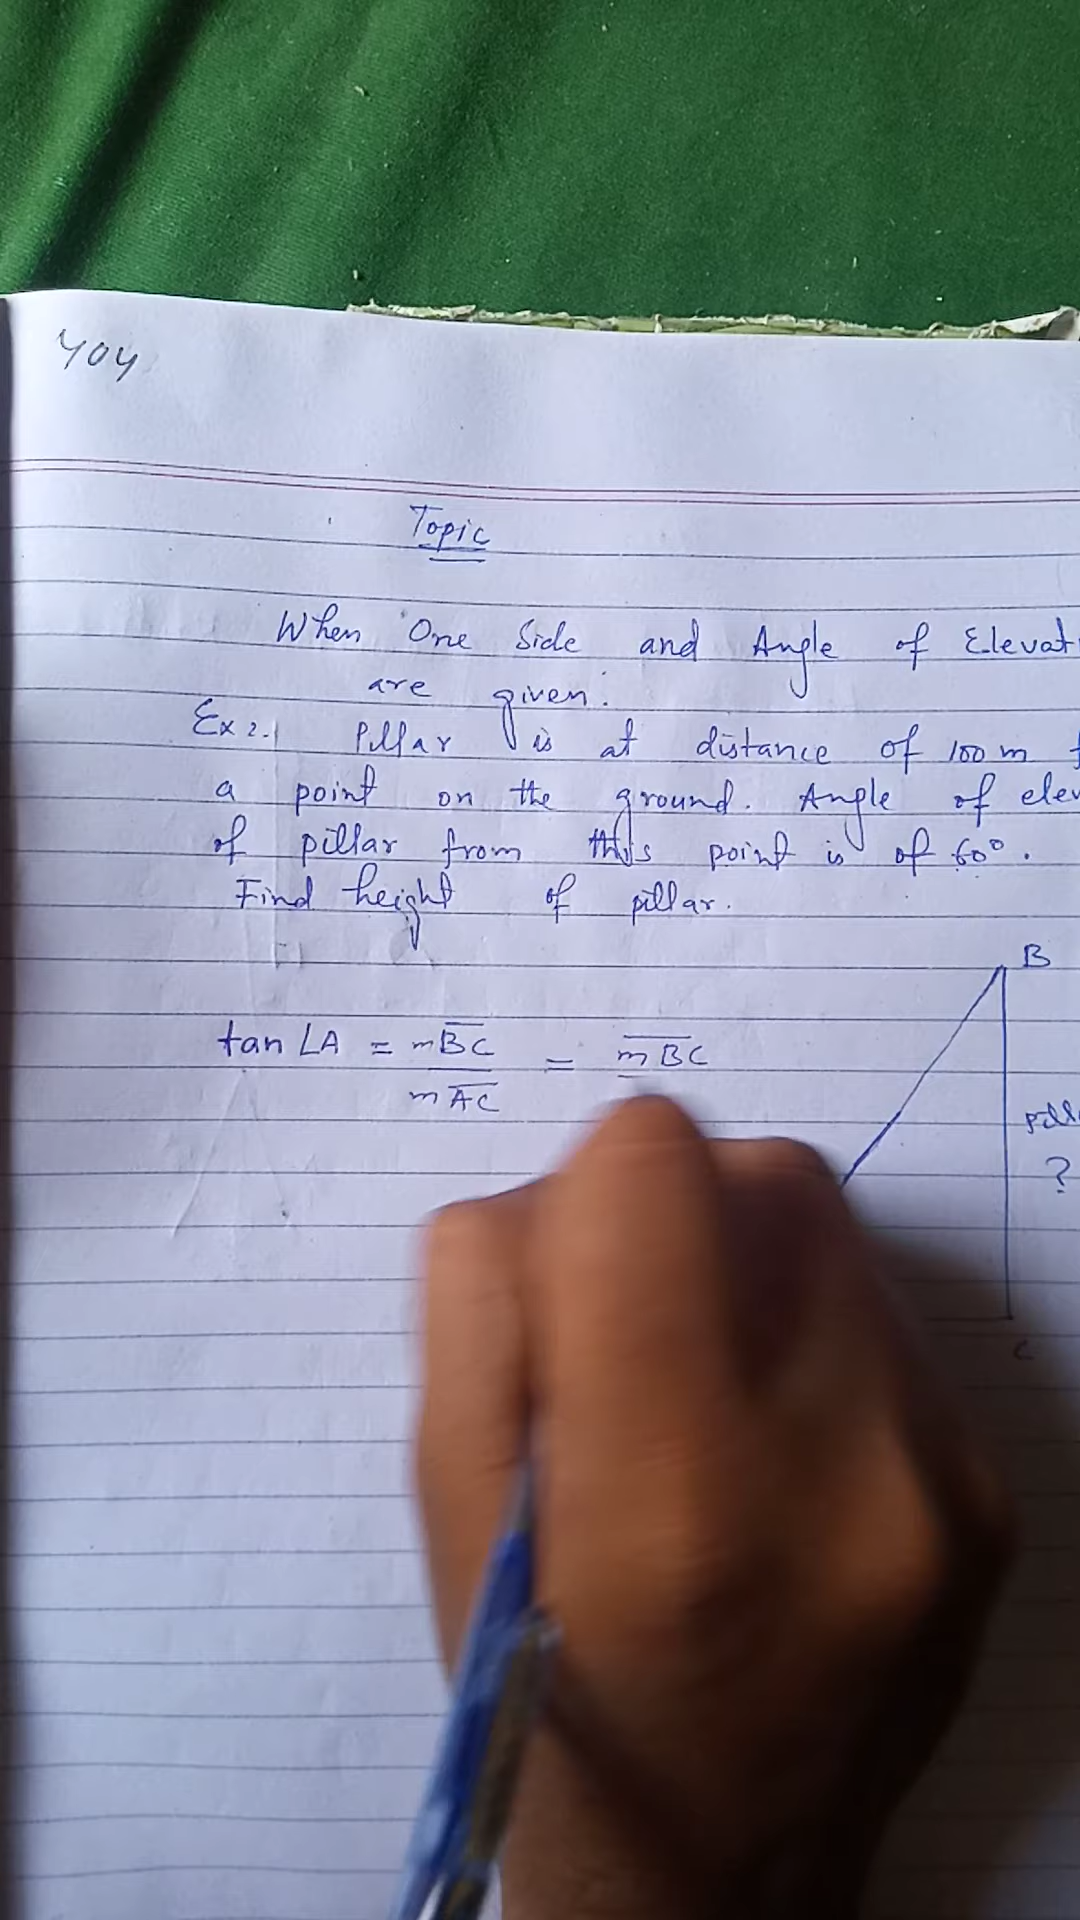 404
Topic
When One Side and Angle of Elevat
are given.
Ex 2. Pillar is at distance of 100 m f
a point on the ground. Angle of elev
of pillar from this point is of 60°.
Find height of pillar.
B
tan ∠A = mBC = mBC
mAC
pill
?
C